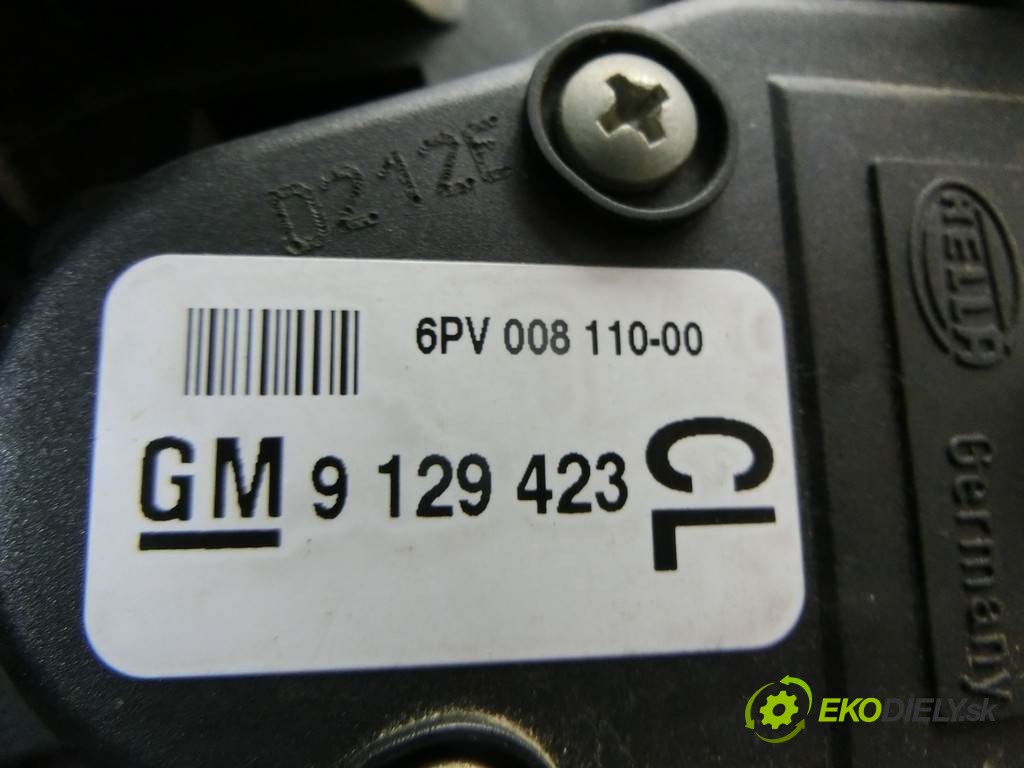 D21ZE
6PV 008 110-00
GM 9 129 423 CL
HELLA
Germany
EKODIELY.sk